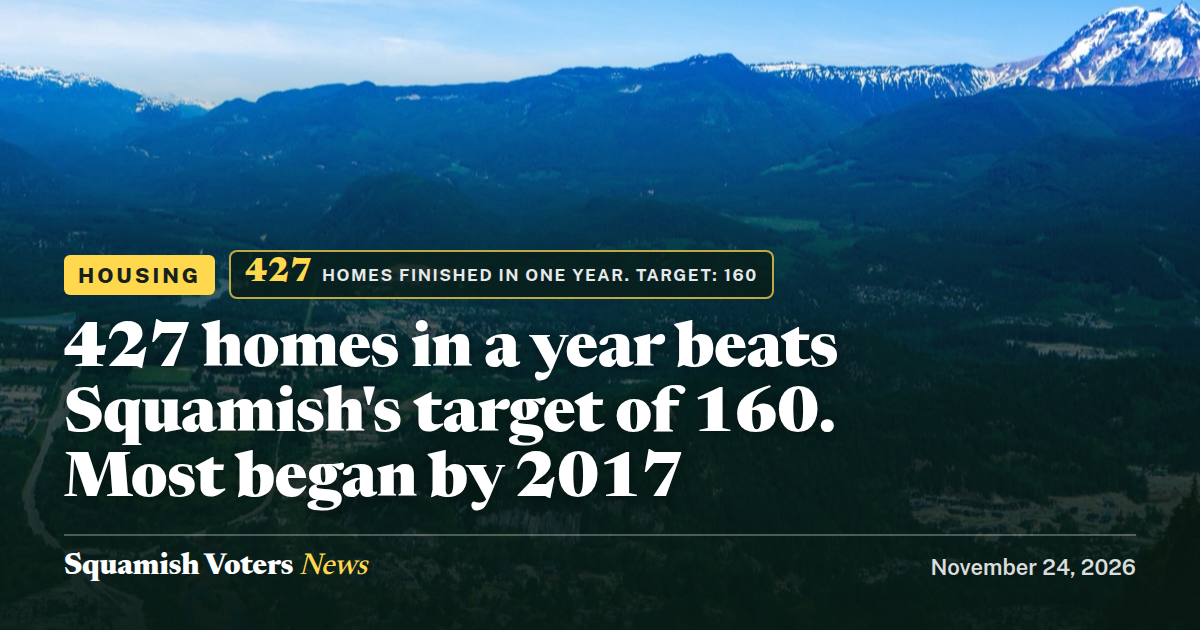 HOUSING
427 HOMES FINISHED IN ONE YEAR. TARGET: 160
427 homes in a year beats
Squamish's target of 160.
Most began by 2017
Squamish Voters News
November 24, 2026